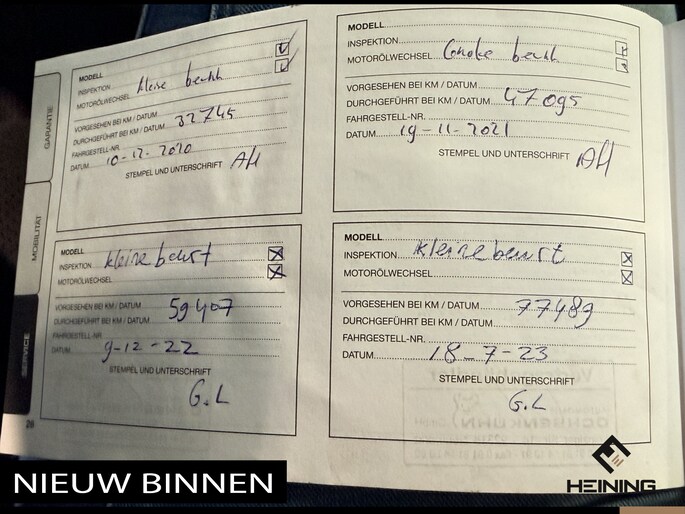 MODELL
INSPEKTION kleine beurt
MOTORÖLWECHSEL
VORGESEHEN BEI KM / DATUM
DURCHGEFÜHRT BEI KM / DATUM 32745
FAHRGESTELL-NR.
DATUM 10-12-2020
STEMPEL UND UNTERSCHRIFT AH
MODELL
INSPEKTION
MOTORÖLWECHSEL Groke beurt
VORGESEHEN BEI KM / DATUM
DURCHGEFÜHRT BEI KM / DATUM 47095
FAHRGESTELL-NR.
DATUM 19-11-2021
STEMPEL UND UNTERSCHRIFT AH
GARANTIE
MOBILITÄT
SERVICE
MODELL
INSPEKTION kleine beurt
MOTORÖLWECHSEL
VORGESEHEN BEI KM / DATUM 59407
DURCHGEFÜHRT BEI KM / DATUM
FAHRGESTELL-NR.
DATUM 9-12-22
STEMPEL UND UNTERSCHRIFT
G.L
MODELL
INSPEKTION kleine beurt
MOTORÖLWECHSEL
VORGESEHEN BEI KM / DATUM 77489
DURCHGEFÜHRT BEI KM / DATUM
FAHRGESTELL-NR.
DATUM 18-7-23
STEMPEL UND UNTERSCHRIFT
G.L
26
NIEUW BINNEN
HEINING